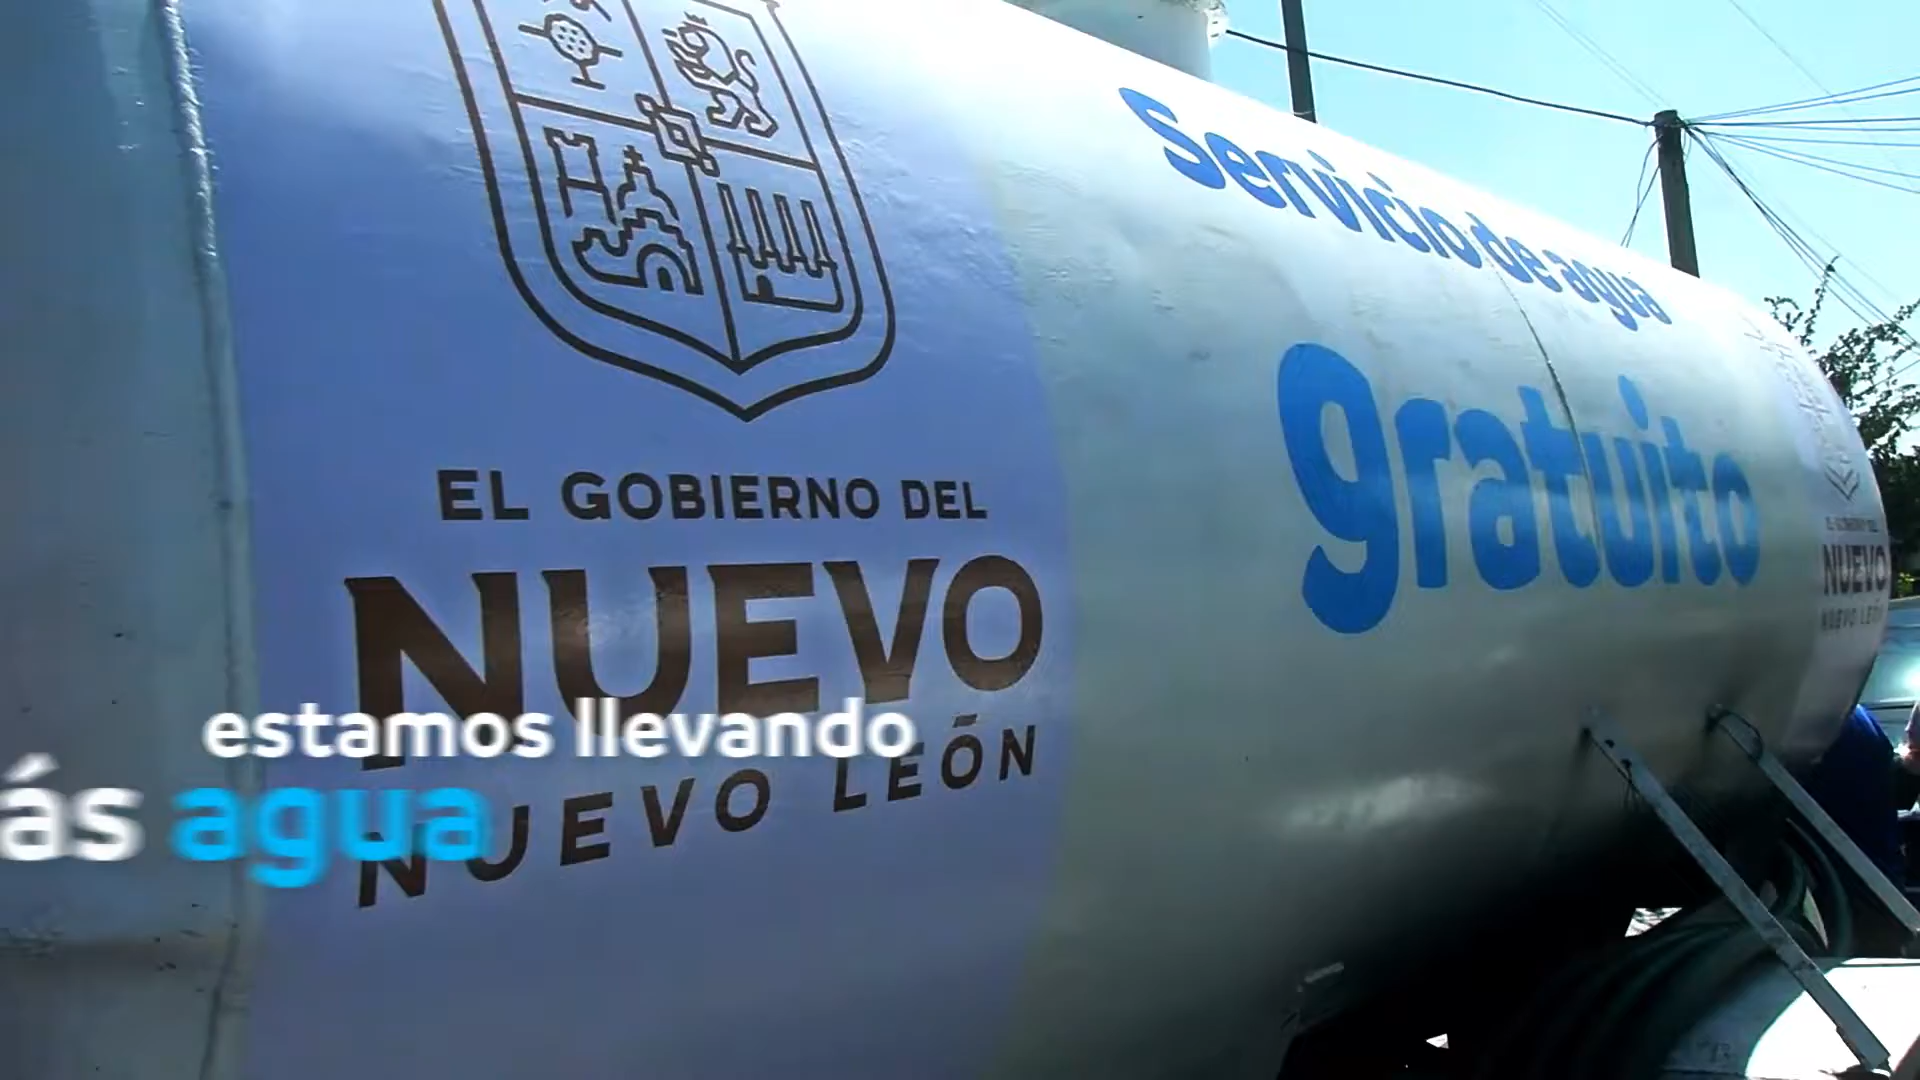 Servicio de agua
gratuito
EL GOBIERNO DEL
NUEVO
NUEVO LEÓN
estamos llevando
ás agua
EL GOBIERNO DEL
NUEVO
NUEVO LEÓN